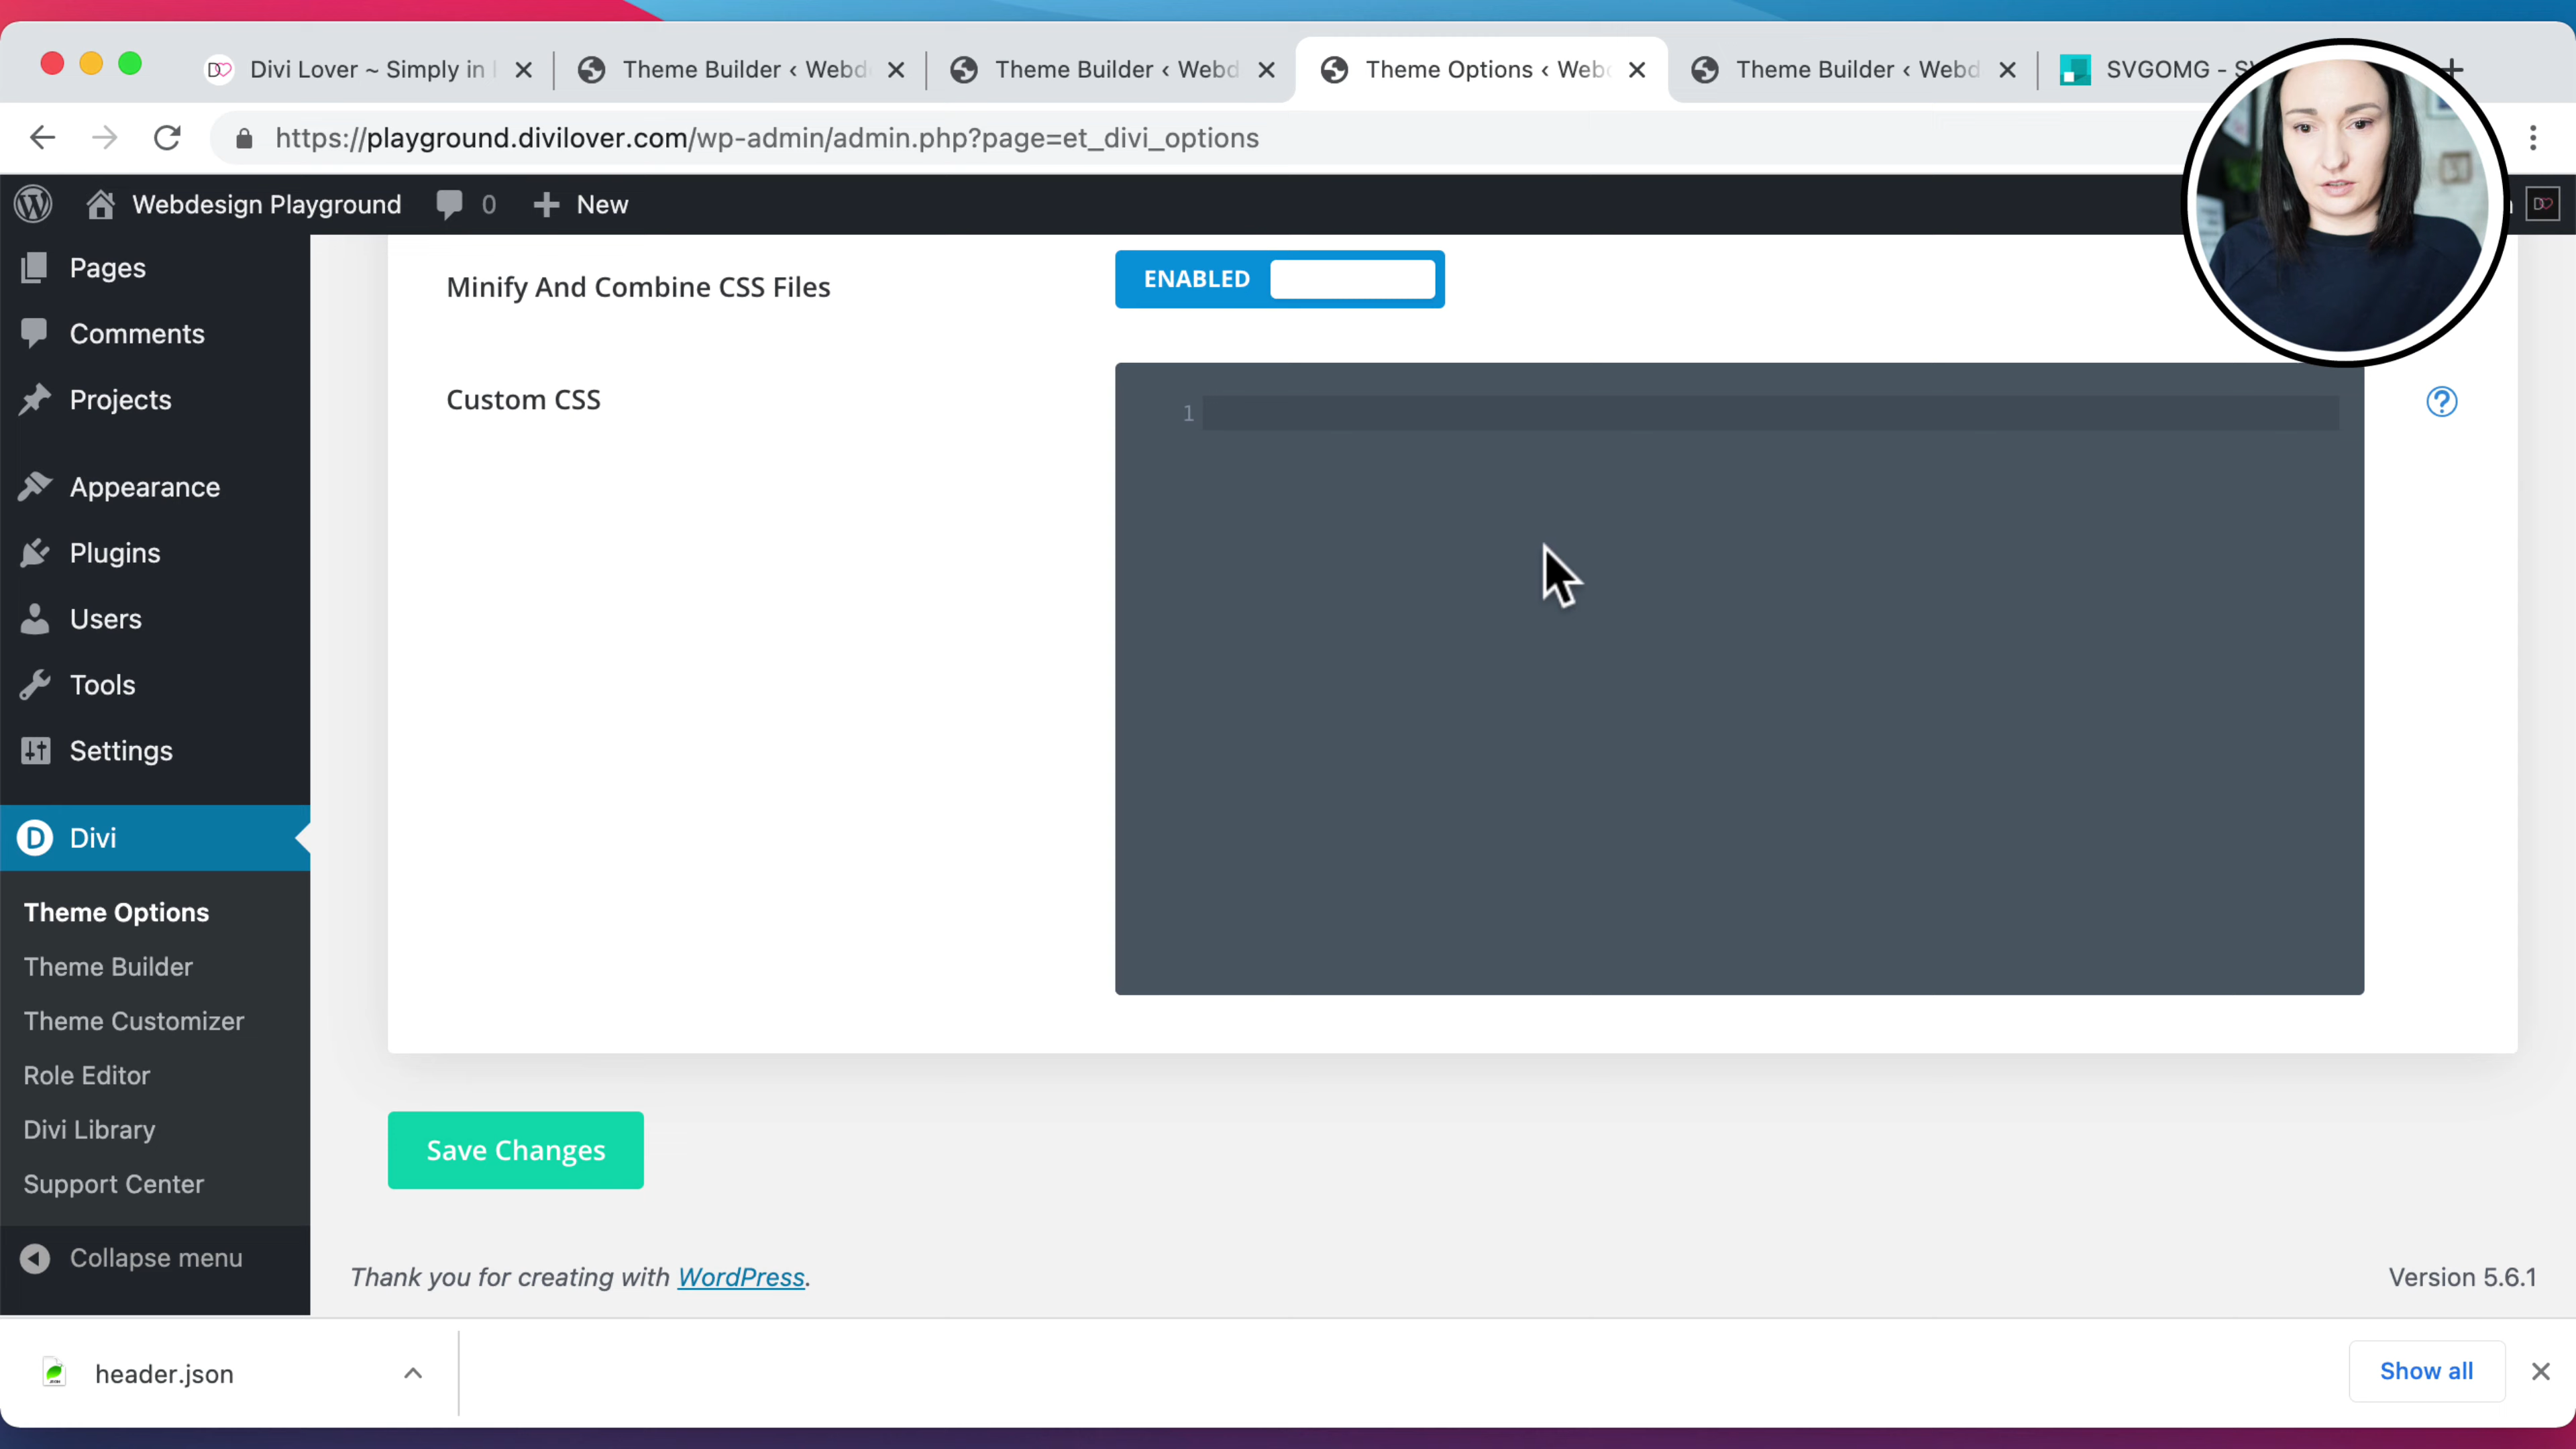 Divi Lover ~ Simply in
Theme Builder ‹ Webd
Theme Builder ‹ Webd
Theme Options ‹ Web
Theme Builder ‹ Webd
SVGOMG - S
https://playground.divilover.com/wp-admin/admin.php?page=et_divi_options
Webdesign Playground
0
New
Pages
Comments
Projects
Appearance
Plugins
Users
Tools
Settings
Divi
Theme Options
Theme Builder
Theme Customizer
Role Editor
Divi Library
Support Center
Collapse menu
Minify And Combine CSS Files
ENABLED
Custom CSS
1
Save Changes
Thank you for creating with WordPress.
Version 5.6.1
header.json
Show all